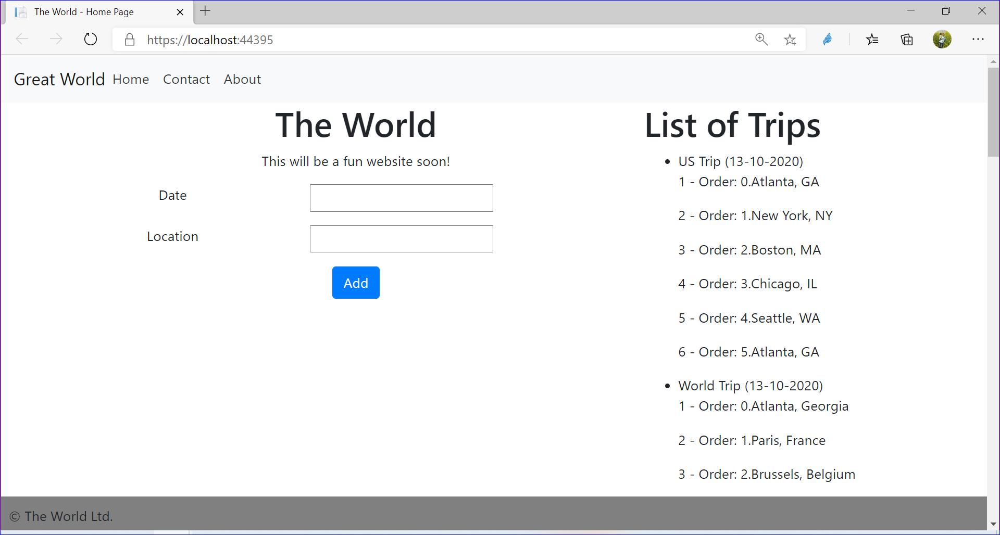 The World - Home Page
https://localhost:44395
Great World Home Contact About
The World
This will be a fun website soon!
Date
Location
Add
List of Trips
US Trip (13-10-2020)
1 - Order: 0.Atlanta, GA
2 - Order: 1.New York, NY
3 - Order: 2.Boston, MA
4 - Order: 3.Chicago, IL
5 - Order: 4.Seattle, WA
6 - Order: 5.Atlanta, GA
World Trip (13-10-2020)
1 - Order: 0.Atlanta, Georgia
2 - Order: 1.Paris, France
3 - Order: 2.Brussels, Belgium
© The World Ltd.